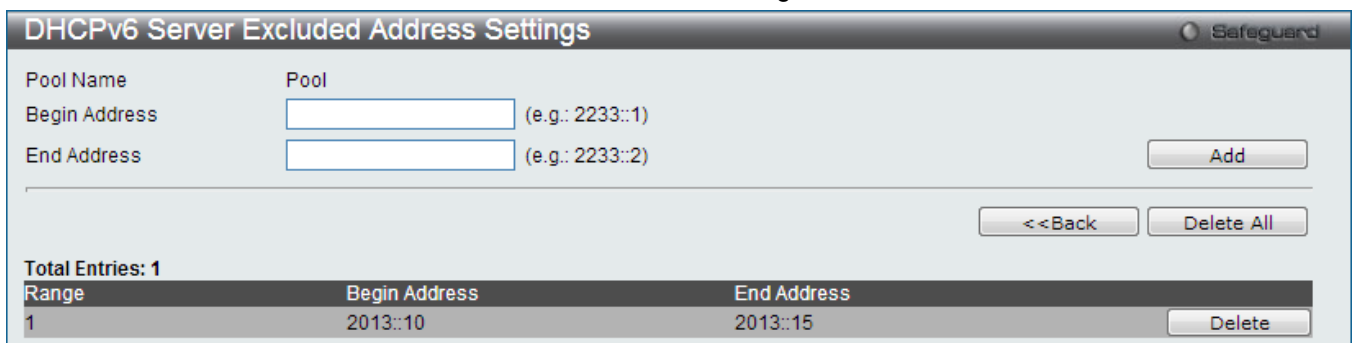 DHCPv6 Server Excluded Address Settings Safeguard
Pool Name Pool
Begin Address (e.g.: 2233::1)
End Address (e.g.: 2233::2) Add
<<Back Delete All
Total Entries: 1
Range Begin Address End Address
1 2013::10 2013::15 Delete